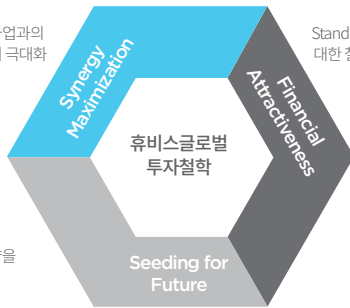 업과의
극대화
Stand
대한
Synergy
Maximization
Financial
Attractiveness
휴비스글로벌
투자철학
을
Seeding for
Future